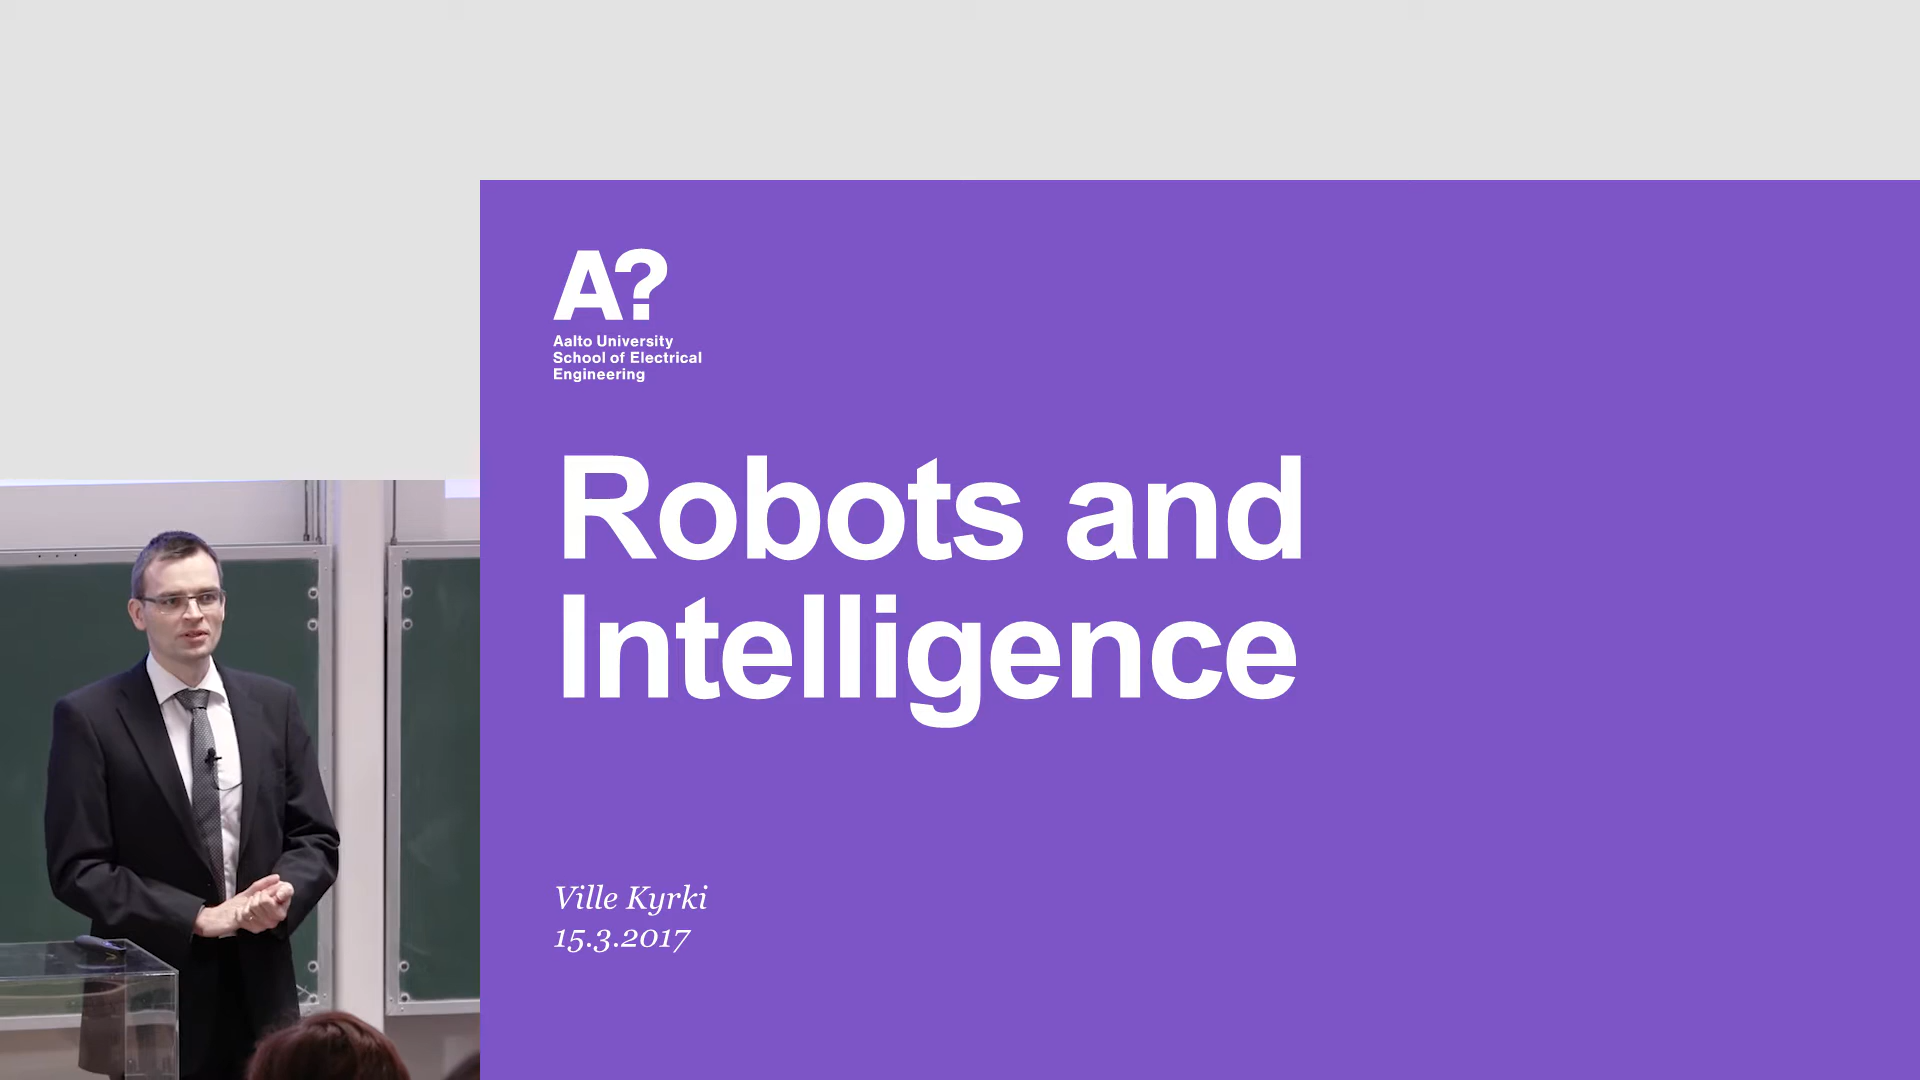 A?
Aalto University
School of Electrical
Engineering
Robots and
Intelligence
Ville Kyrki
15.3.2017